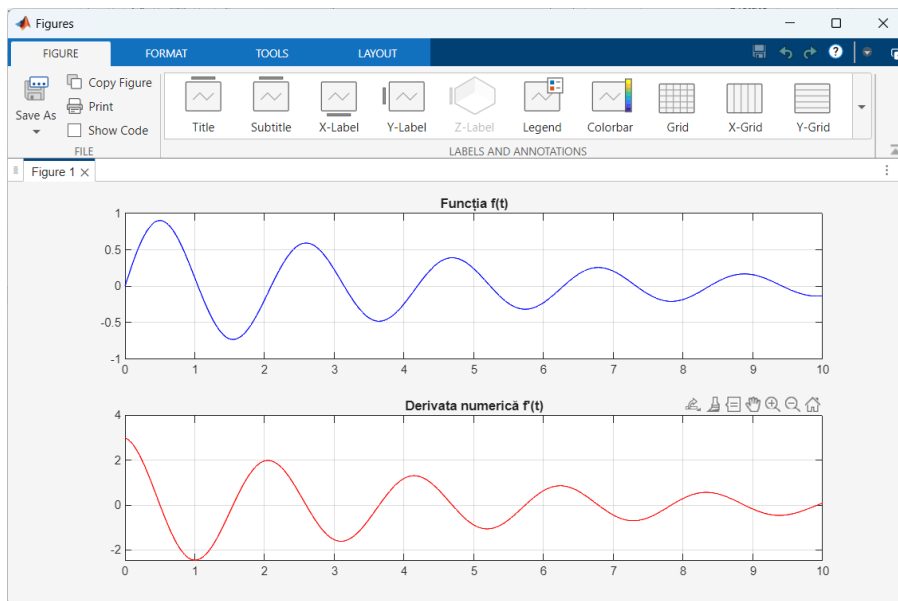 Figures
FIGURE FORMAT TOOLS LAYOUT
Save As
Copy Figure
Print
Show Code
FILE
Title Subtitle X-Label Y-Label Z-Label Legend Colorbar Grid X-Grid Y-Grid
LABELS AND ANNOTATIONS
Figure 1
Funcția f(t)
1
0.5
0
-0.5
-1
0 1 2 3 4 5 6 7 8 9 10
Derivata numerică f'(t)
4
2
0
-2
0 1 2 3 4 5 6 7 8 9 10